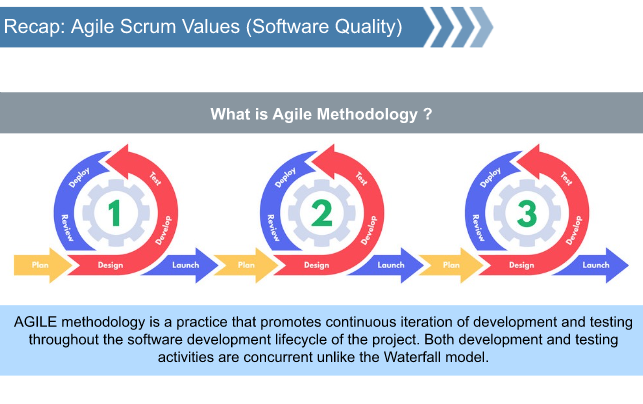 Recap: Agile Scrum Values (Software Quality)
What is Agile Methodology ?
Deploy
Test
Review
1
Develop
Plan
Design
Launch
Deploy
Test
Review
2
Develop
Plan
Design
Launch
Deploy
Test
Review
3
Develop
Plan
Design
Launch
AGILE methodology is a practice that promotes continuous iteration of development and testing
throughout the software development lifecycle of the project. Both development and testing
activities are concurrent unlike the Waterfall model.